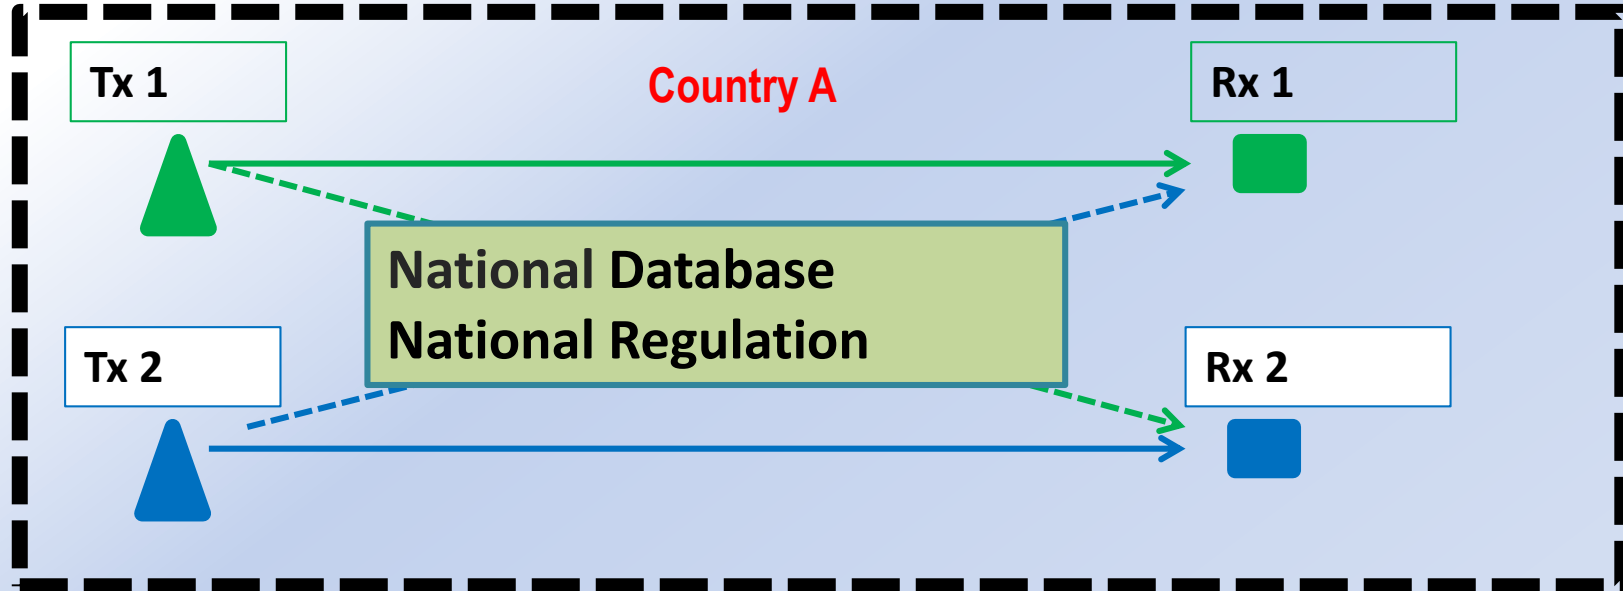 Tx 1
Country A
Rx 1
National Database
National Regulation
Tx 2
Rx 2